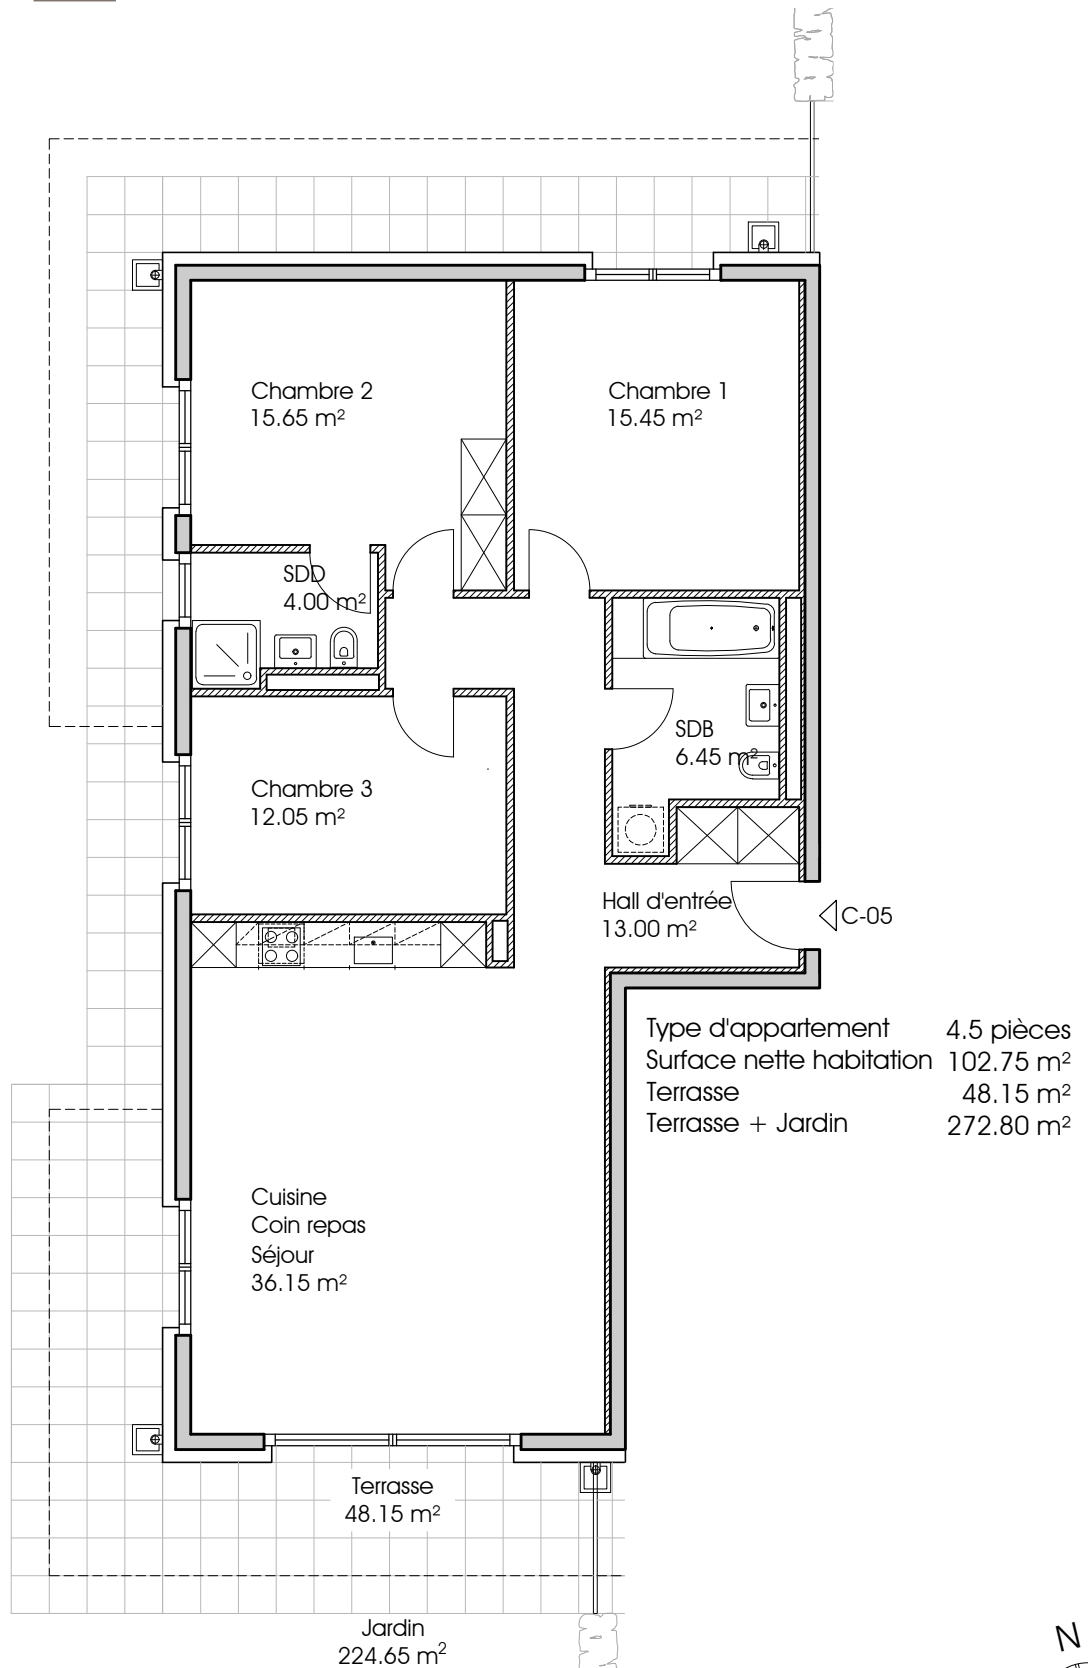 Chambre 2
15.65 m²
Chambre 1
15.45 m²
SDD
4.00 m²
SDB
6.45 m²
Chambre 3
12.05 m²
Hall d'entrée
13.00 m²
C-05
Type d'appartement 4.5 pièces
Surface nette habitation 102.75 m²
Terrasse 48.15 m²
Terrasse + Jardin 272.80 m²
Cuisine
Coin repas
Séjour
36.15 m²
Terrasse
48.15 m²
Jardin
224.65 m²
N